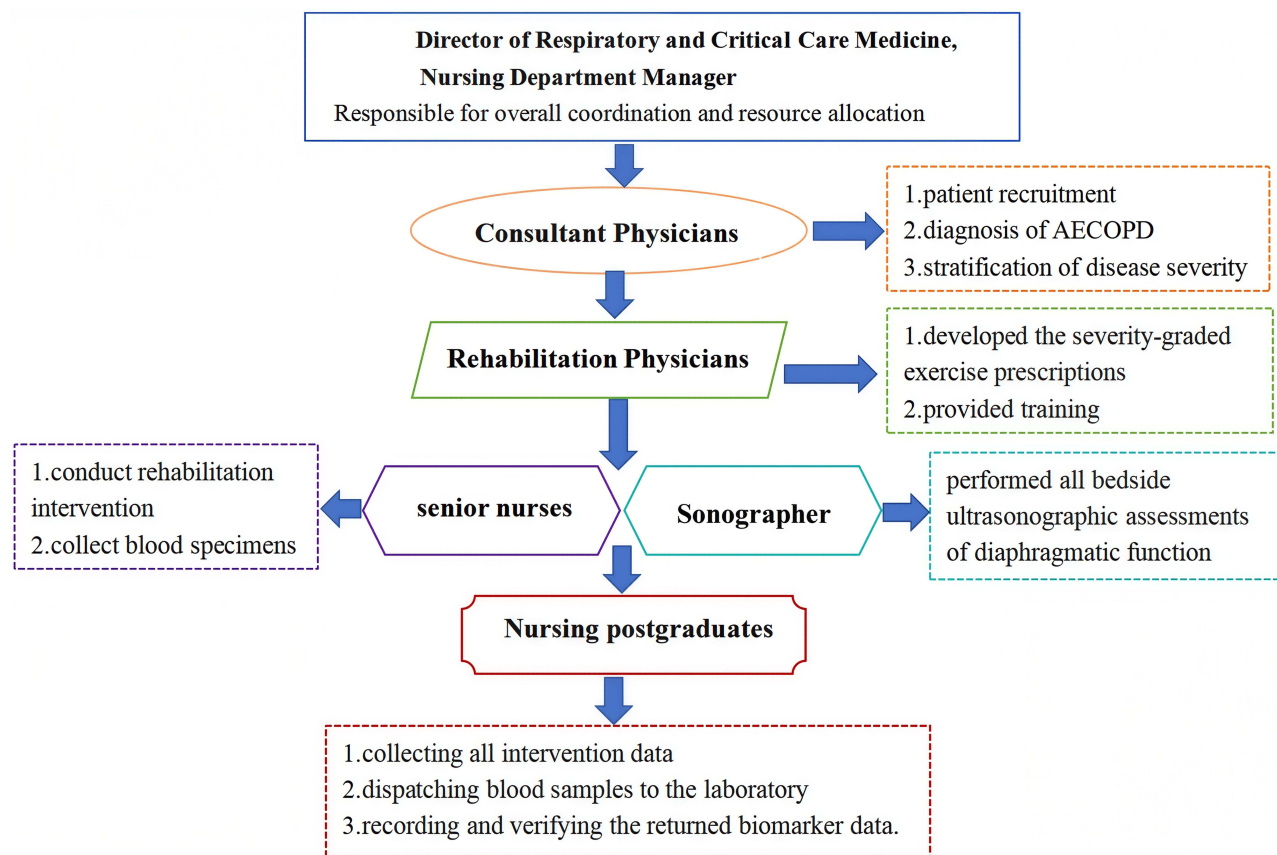 Director of Respiratory and Critical Care Medicine,
Nursing Department Manager
Responsible for overall coordination and resource allocation
Consultant Physicians
1.patient recruitment
2.diagnosis of AECOPD
3.stratification of disease severity
Rehabilitation Physicians
1.developed the severity-graded
exercise prescriptions
2.provided training
1.conduct rehabilitation
intervention
2.collect blood specimens
senior nurses
Sonographer
performed all bedside
ultrasonographic assessments
of diaphragmatic function
Nursing postgraduates
1.collecting all intervention data
2.dispatching blood samples to the laboratory
3.recording and verifying the returned biomarker data.